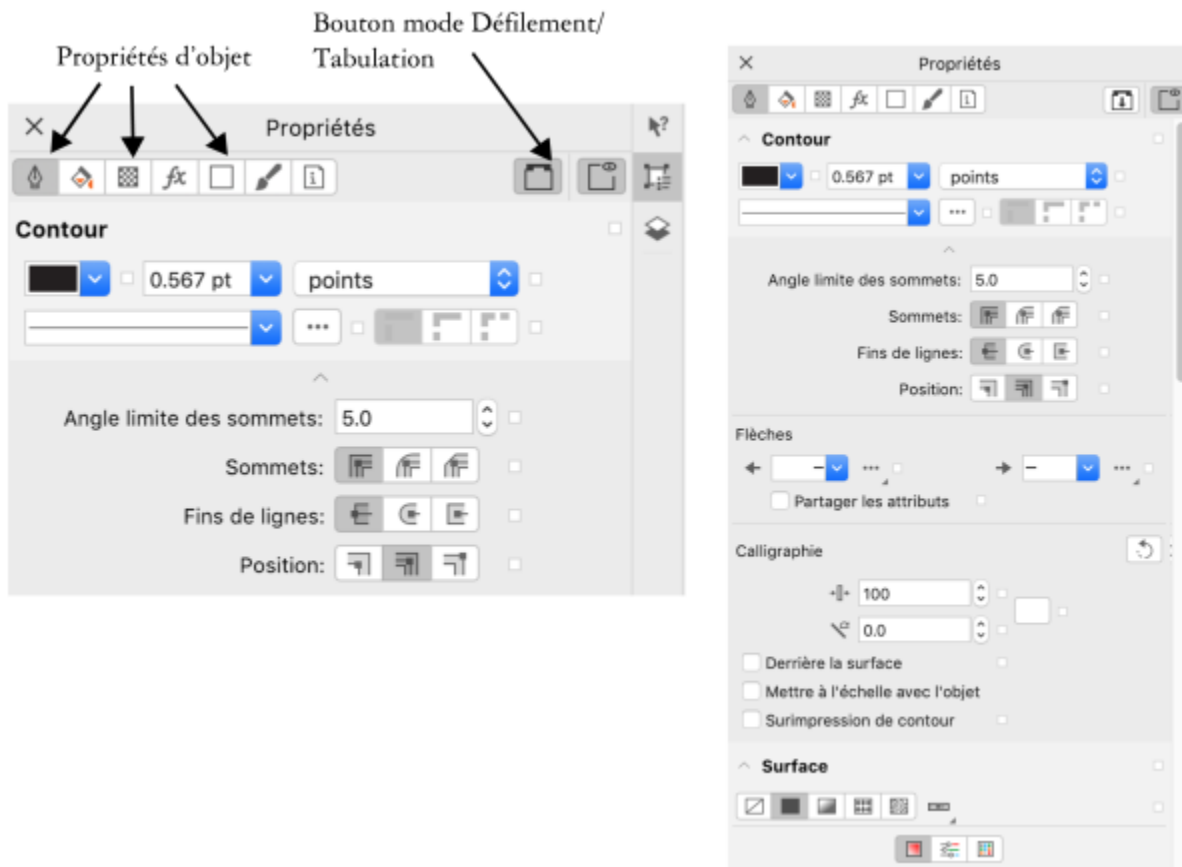 Bouton mode Défilement/
Tabulation
Propriétés d'objet
Propriétés
fx
Contour
0.567 pt
points
Angle limite des sommets: 5.0
Sommets:
Fins de lignes:
Position:
Propriétés
fx
Contour
0.567 pt
points
Angle limite des sommets: 5.0
Sommets:
Fins de lignes:
Position:
Flèches
Partager les attributs
Calligraphie
100
0.0
Derrière la surface
Mettre à l'échelle avec l'objet
Surimpression de contour
Surface